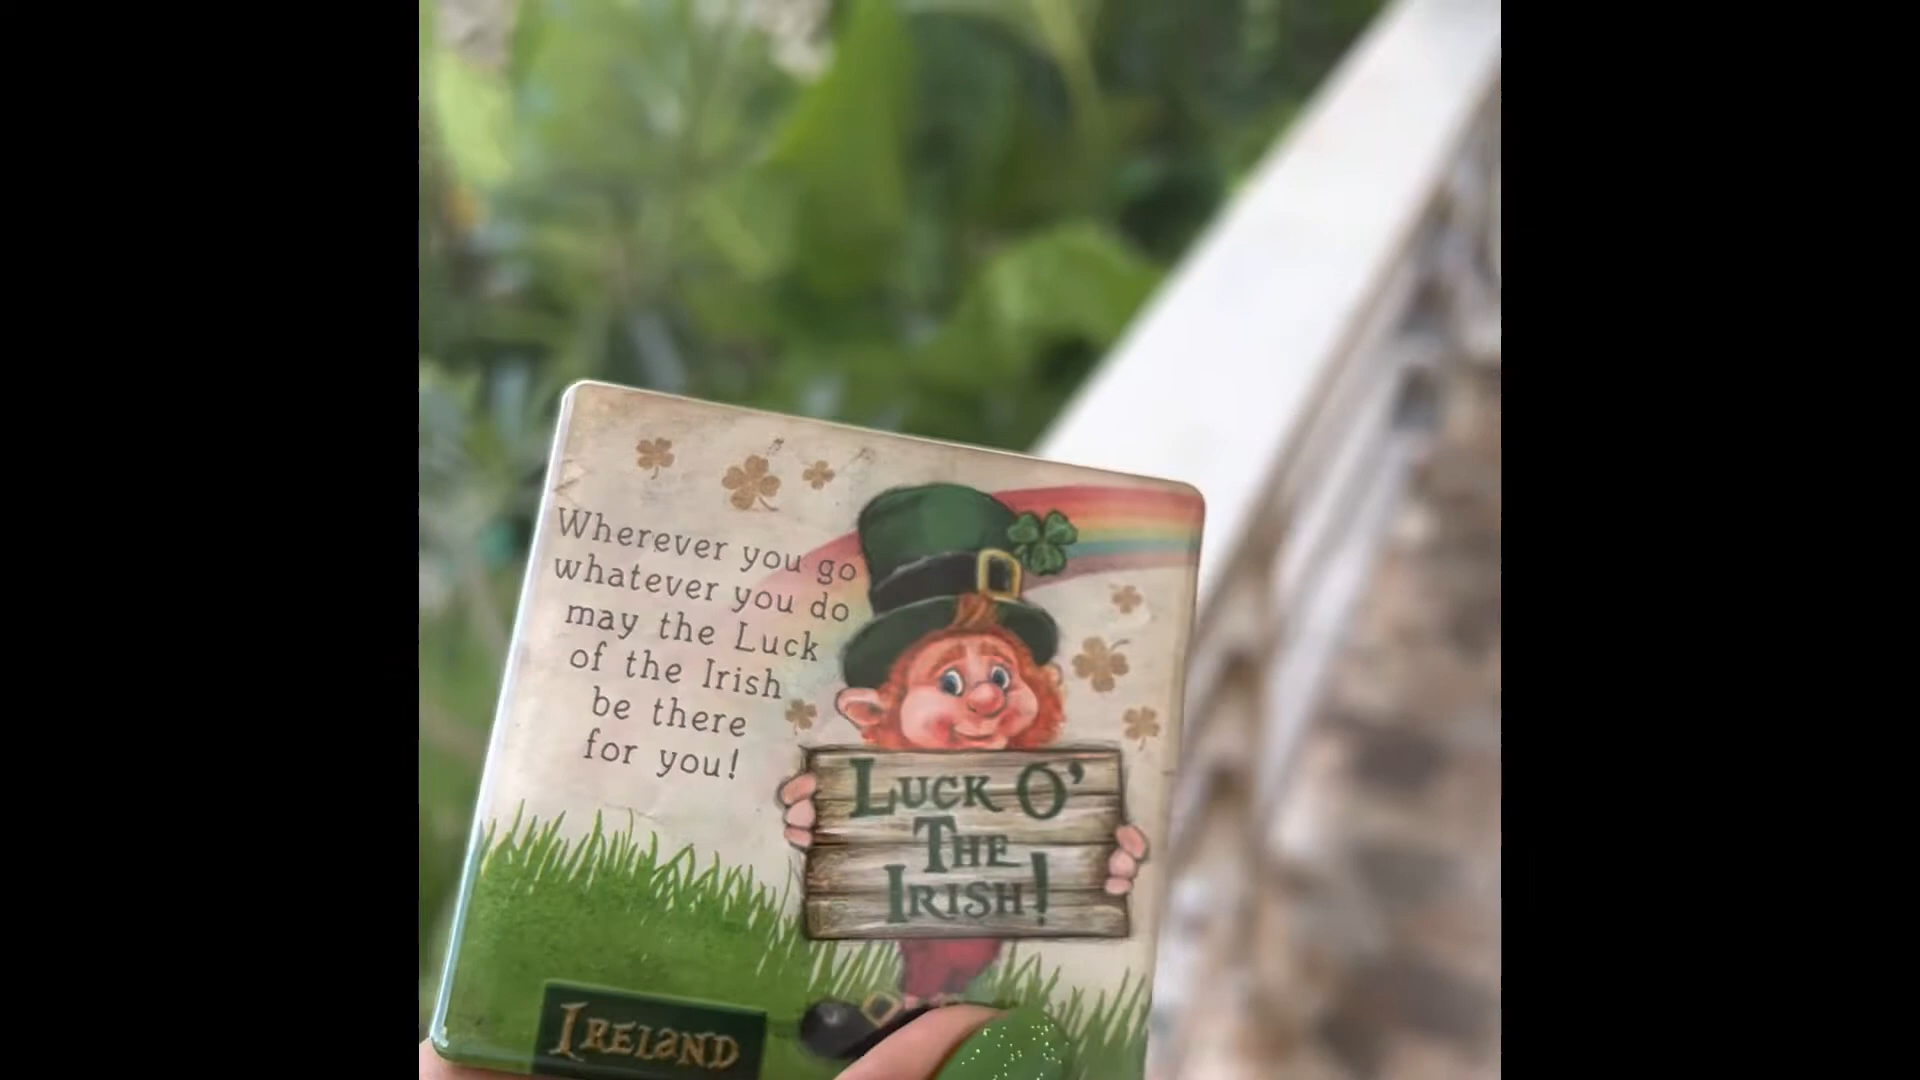 Wherever you go
whatever you do
may the Luck
of the Irish
be there
for you!
LUCK O'
THE
IRISH!
IRELAND